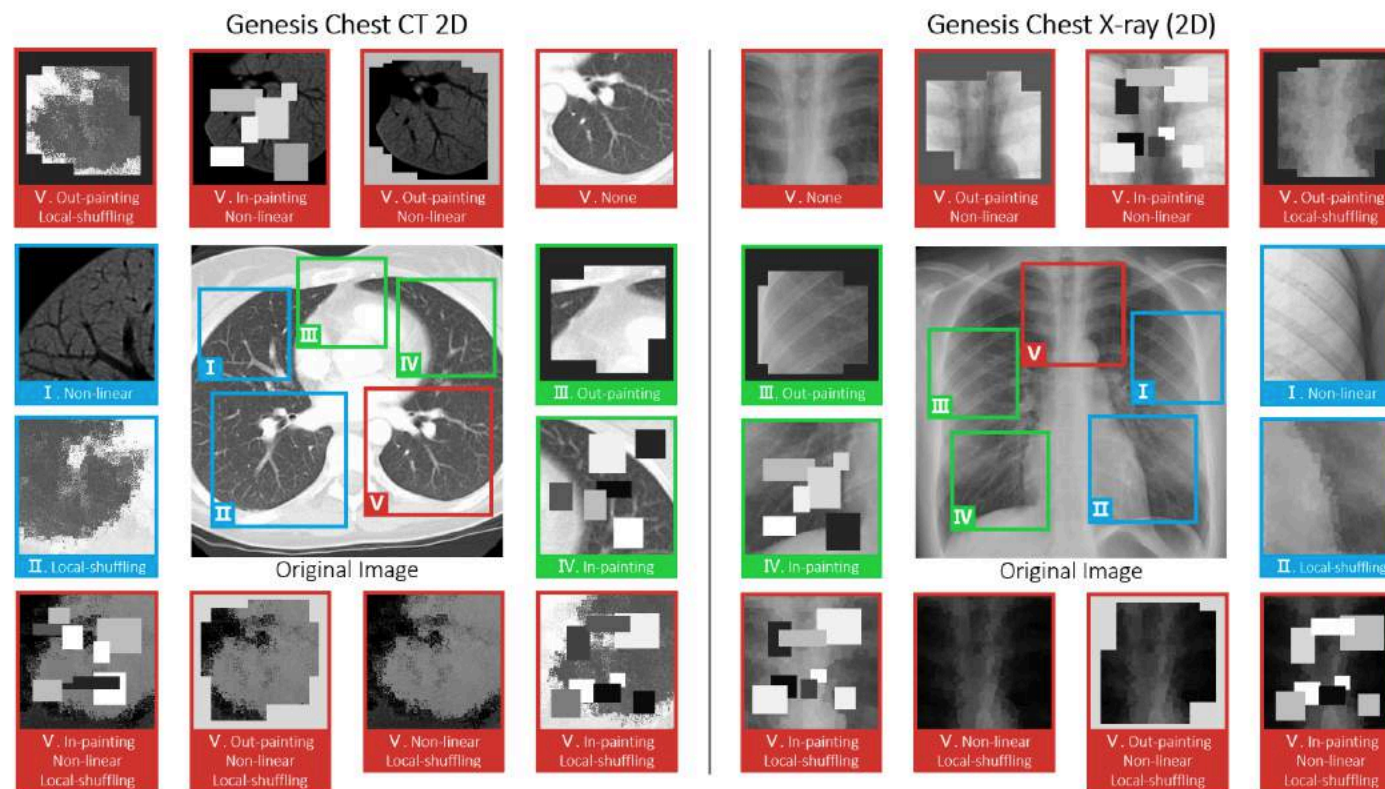 Genesis Chest CT 2D
Ⅴ. Out-painting
Local-shuffling
Ⅴ. In-painting
Non-linear
Ⅴ. Out-painting
Non-linear
Ⅴ. None
Ⅰ. Non-linear
Ⅱ. Local-shuffling
Ⅰ
Ⅲ
Ⅳ
Ⅱ
Ⅴ
Original Image
Ⅲ. Out-painting
Ⅳ. In-painting
Ⅴ. In-painting
Non-linear
Local-shuffling
Ⅴ. Out-painting
Non-linear
Local-shuffling
Ⅴ. Non-linear
Local-shuffling
Ⅴ. In-painting
Local-shuffling
Genesis Chest X-ray (2D)
Ⅴ. None
Ⅴ. Out-painting
Non-linear
Ⅴ. In-painting
Non-linear
Ⅴ. Out-painting
Local-shuffling
Ⅲ. Out-painting
Ⅳ. In-painting
Ⅴ
Ⅲ
Ⅰ
Ⅳ
Ⅱ
Original Image
Ⅰ. Non-linear
Ⅱ. Local-shuffling
Ⅴ. In-painting
Local-shuffling
Ⅴ. Non-linear
Local-shuffling
Ⅴ. Out-painting
Non-linear
Local-shuffling
Ⅴ. In-painting
Non-linear
Local-shuffling